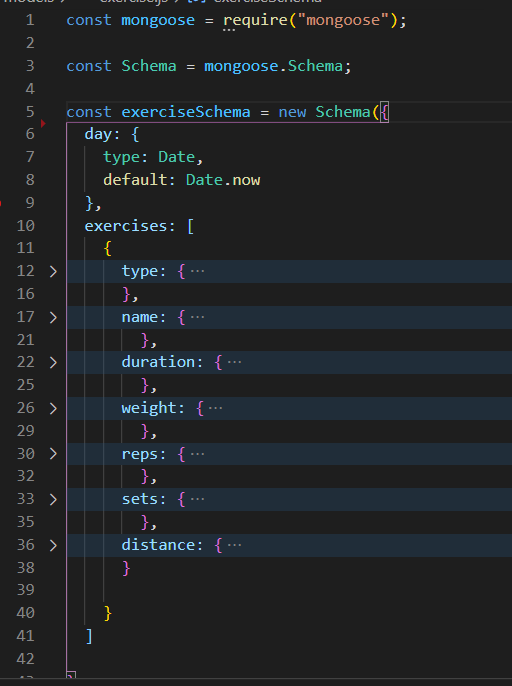 models > exercise.js > exerciseSchema
1 const mongoose = require("mongoose");
2
3 const Schema = mongoose.Schema;
4
5 const exerciseSchema = new Schema({
6 day: {
7 type: Date,
8 default: Date.now
9 },
10 exercises: [
11 {
12 type: { ···
16 },
17 name: { ···
21 },
22 duration: { ···
25 },
26 weight: { ···
29 },
30 reps: { ···
32 },
33 sets: { ···
35 },
36 distance: { ···
38 }
39
40 }
41 ]
42
}